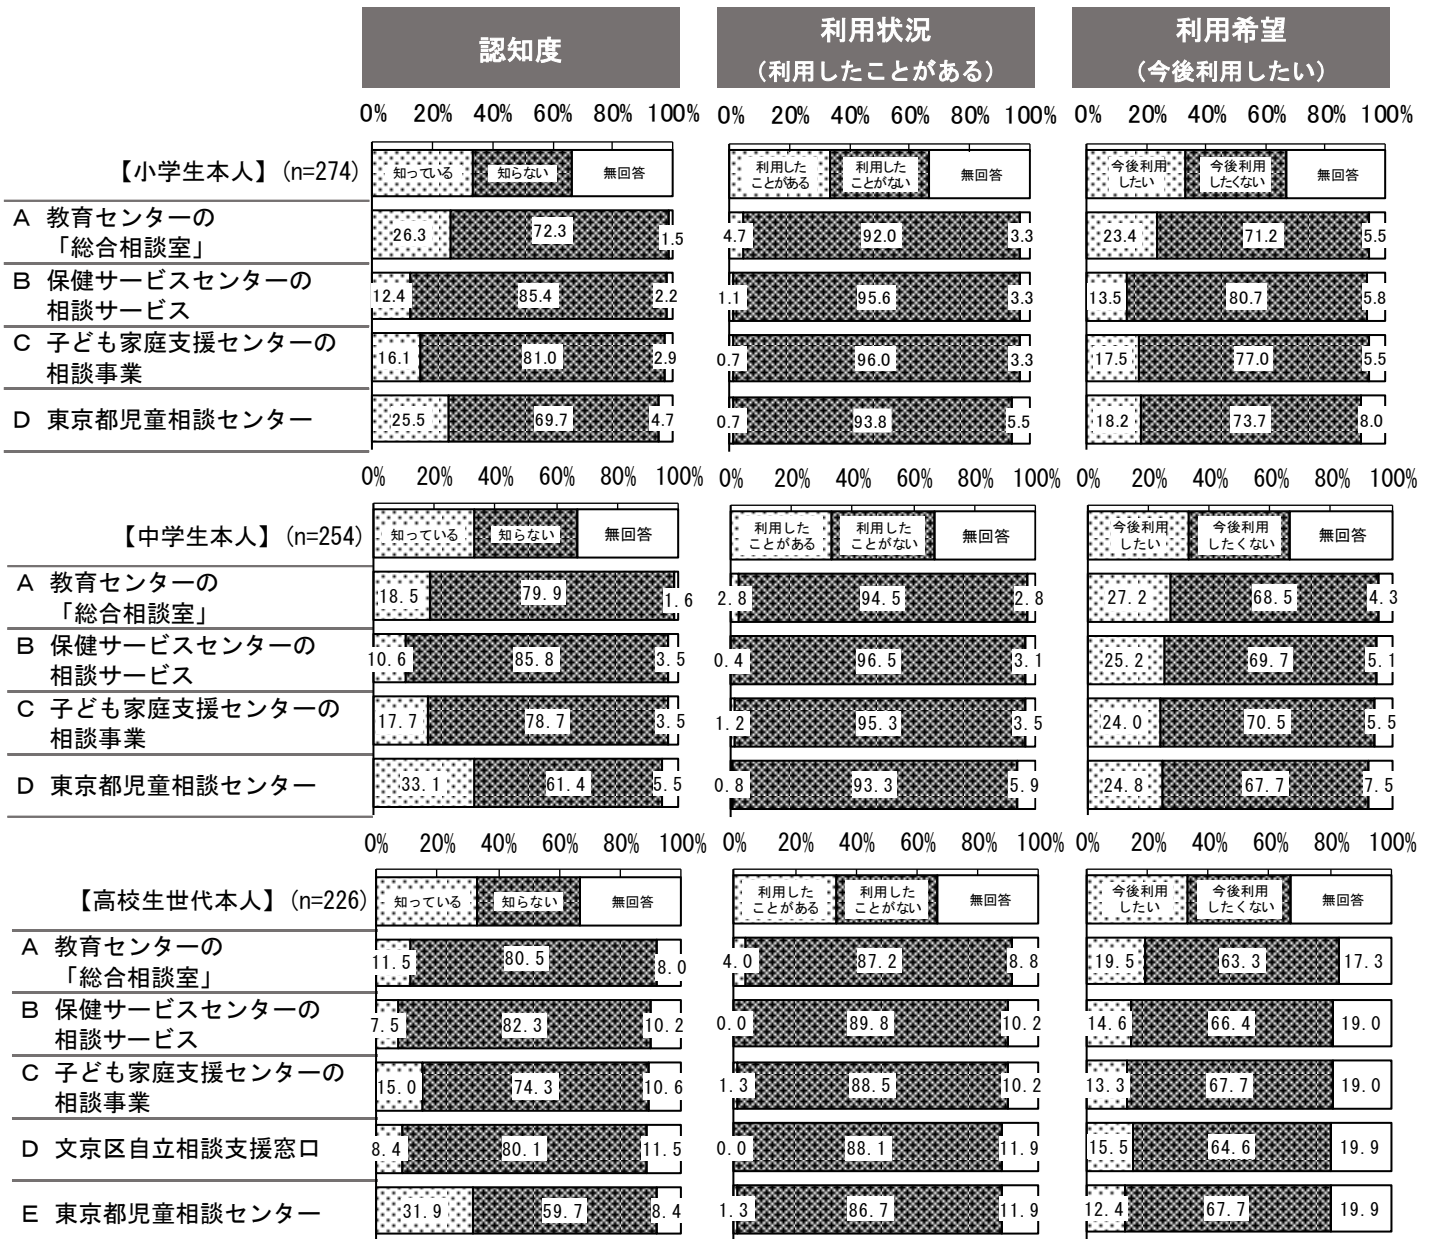 認知度
利用状況
（利用したことがある）
利用希望
（今後利用したい）
0% 20% 40% 60% 80% 100%
0% 20% 40% 60% 80% 100%
0% 20% 40% 60% 80% 100%
【小学生本人】(n=274)
知っている 知らない 無回答
利用した
ことがある
利用した
ことがない
無回答
今後利用
したい
今後利用
したくない
無回答
A 教育センターの
「総合相談室」
26.3 72.3 1.5
4.7 92.0 3.3
23.4 71.2 5.5
B 保健サービスセンターの
相談サービス
12.4 85.4 2.2
1.1 95.6 3.3
13.5 80.7 5.8
C 子ども家庭支援センターの
相談事業
16.1 81.0 2.9
0.7 96.0 3.3
17.5 77.0 5.5
D 東京都児童相談センター
25.5 69.7 4.7
0.7 93.8 5.5
18.2 73.7 8.0
0% 20% 40% 60% 80% 100%
0% 20% 40% 60% 80% 100%
0% 20% 40% 60% 80% 100%
【中学生本人】(n=254)
知っている 知らない 無回答
利用した
ことがある
利用した
ことがない
無回答
今後利用
したい
今後利用
したくない
無回答
A 教育センターの
「総合相談室」
18.5 79.9 1.6
2.8 94.5 2.8
27.2 68.5 4.3
B 保健サービスセンターの
相談サービス
10.6 85.8 3.5
0.4 96.5 3.1
25.2 69.7 5.1
C 子ども家庭支援センターの
相談事業
17.7 78.7 3.5
1.2 95.3 3.5
24.0 70.5 5.5
D 東京都児童相談センター
33.1 61.4 5.5
0.8 93.3 5.9
24.8 67.7 7.5
0% 20% 40% 60% 80% 100%
0% 20% 40% 60% 80% 100%
0% 20% 40% 60% 80% 100%
【高校生世代本人】(n=226)
知っている 知らない 無回答
利用した
ことがある
利用した
ことがない
無回答
今後利用
したい
今後利用
したくない
無回答
A 教育センターの
「総合相談室」
11.5 80.5 8.0
4.0 87.2 8.8
19.5 63.3 17.3
B 保健サービスセンターの
相談サービス
7.5 82.3 10.2
0.0 89.8 10.2
14.6 66.4 19.0
C 子ども家庭支援センターの
相談事業
15.0 74.3 10.6
1.3 88.5 10.2
13.3 67.7 19.0
D 文京区自立相談支援窓口
8.4 80.1 11.5
0.0 88.1 11.9
15.5 64.6 19.9
E 東京都児童相談センター
31.9 59.7 8.4
1.3 86.7 11.9
12.4 67.7 19.9